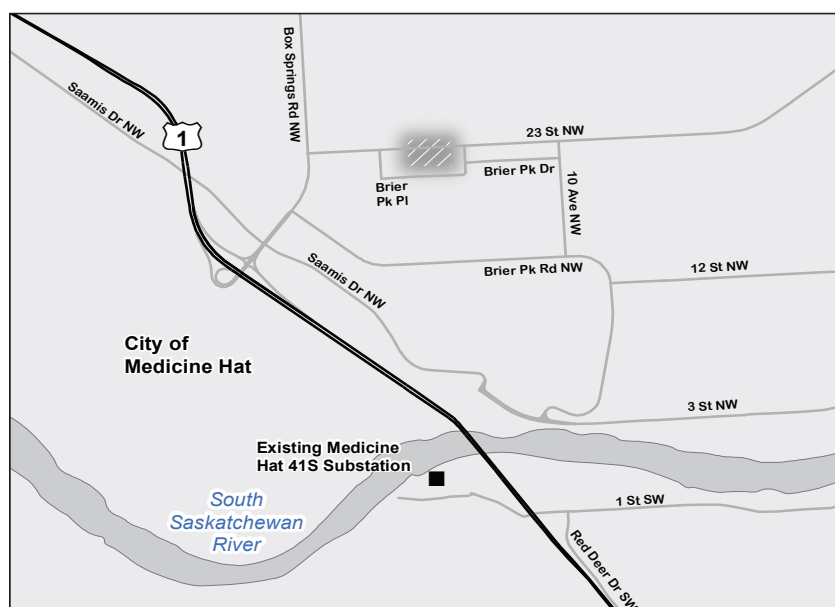 Box Springs Rd NW
Saamis Dr NW
1
23 St NW
Brier Pk Dr
Brier
Pk Pl
10 Ave NW
Saamis Dr NW
Brier Pk Rd NW
12 St NW
City of
Medicine Hat
3 St NW
Existing Medicine
Hat 41S Substation
South
Saskatchewan
River
1 St SW
Red Deer Dr SW